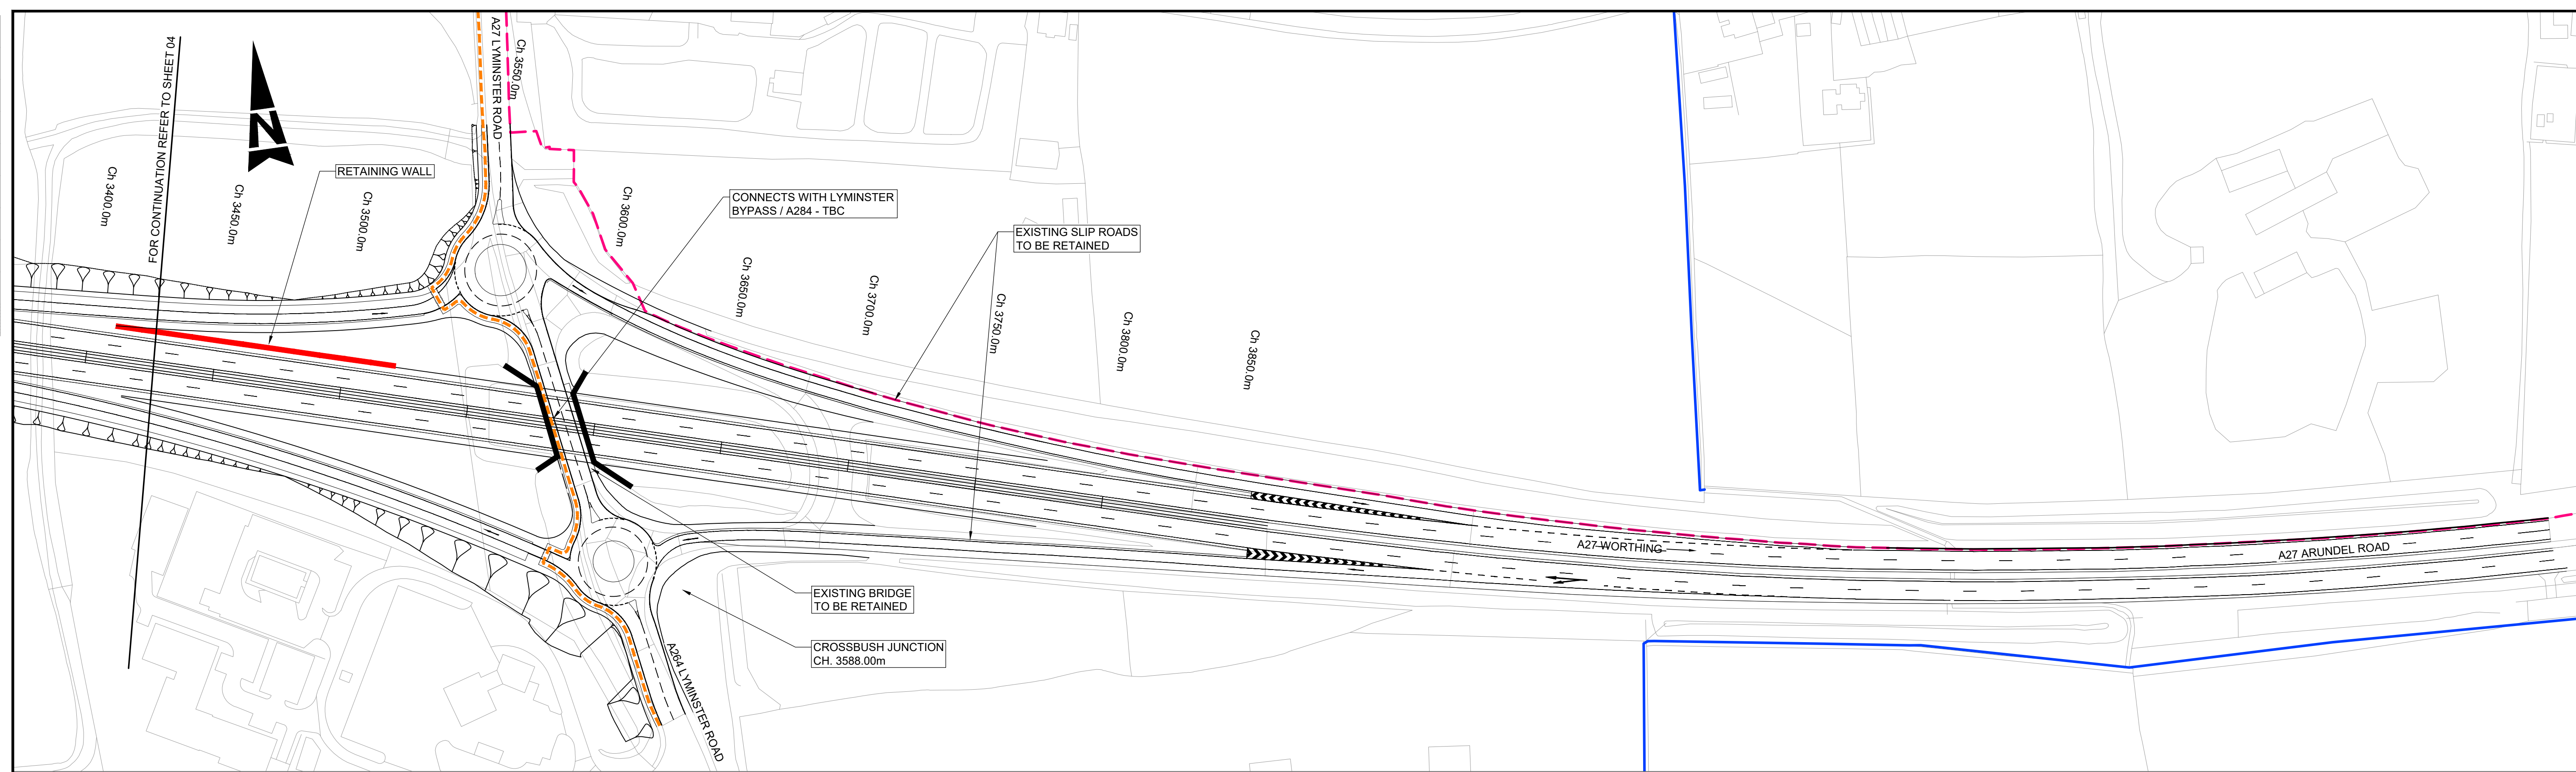 FOR CONTINUATION REFER TO SHEET 04
N
A27 LYMINSTER ROAD
Ch 3400.0m
Ch 3450.0m
Ch 3500.0m
Ch 3550.0m
Ch 3600.0m
Ch 3650.0m
Ch 3700.0m
Ch 3750.0m
Ch 3800.0m
Ch 3850.0m
RETAINING WALL
CONNECTS WITH LYMINSTER
BYPASS / A284 - TBC
EXISTING SLIP ROADS
TO BE RETAINED
A27 WORTHING
A27 ARUNDEL ROAD
EXISTING BRIDGE
TO BE RETAINED
CROSSBUSH JUNCTION
CH. 3588.00m
A264 LYMINSTER ROAD